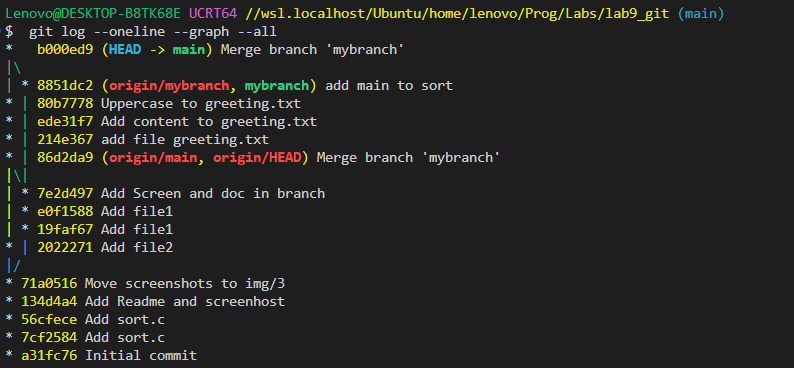 Lenovo@DESKTOP-B8TK68E UCRT64 //wsl.localhost/Ubuntu/home/lenovo/Prog/Labs/lab9_git (main)
$  git log --oneline --graph --all
*   b000ed9 (HEAD -> main) Merge branch 'mybranch'
|\
| * 8851dc2 (origin/mybranch, mybranch) add main to sort
* | 80b7778 Uppercase to greeting.txt
* | ede31f7 Add content to greeting.txt
* | 214e367 add file greeting.txt
* | 86d2da9 (origin/main, origin/HEAD) Merge branch 'mybranch'
|\|
| * 7e2d497 Add Screen and doc in branch
| * e0f1588 Add file1
| * 19faf67 Add file1
* | 2022271 Add file2
|/
* 71a0516 Move screenshots to img/3
* 134d4a4 Add Readme and screenhost
* 56cfece Add sort.c
* 7cf2584 Add sort.c
* a31fc76 Initial commit